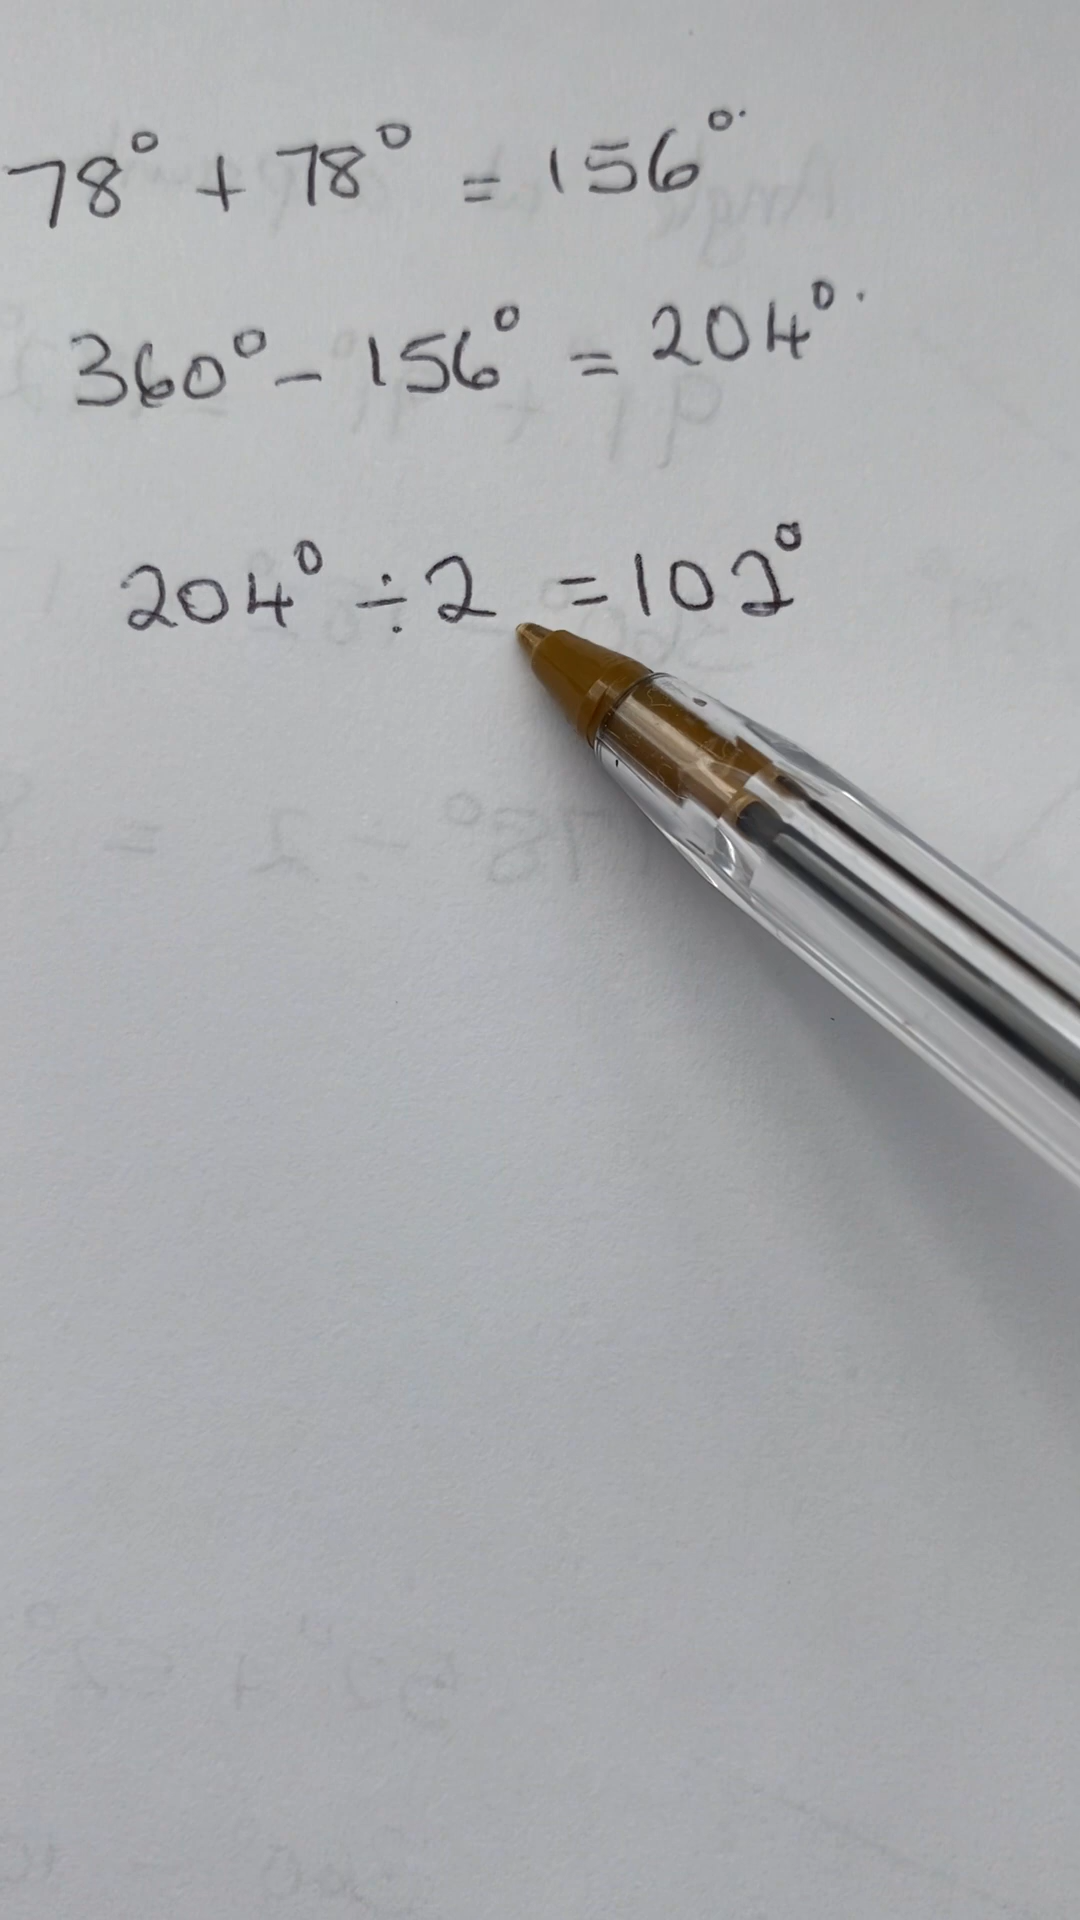 78° + 78° = 156°.
360° - 156° = 204°.
204° ÷ 2 = 102°